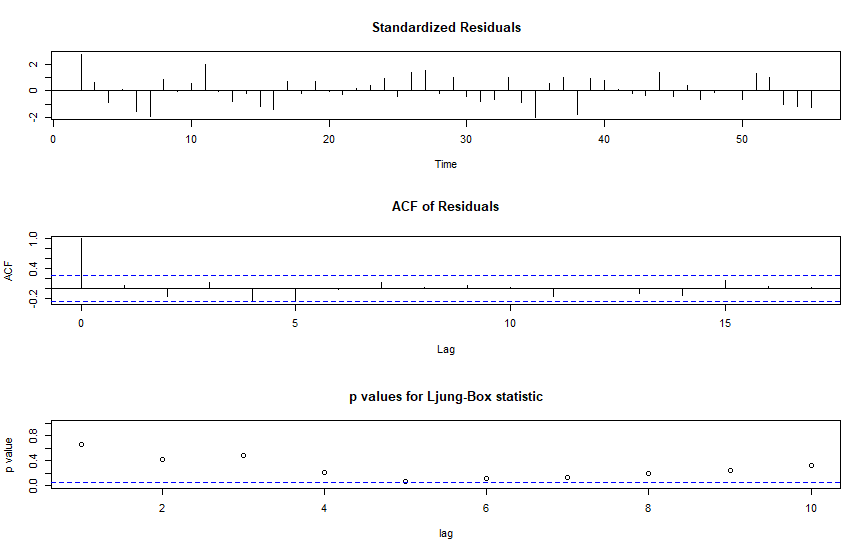 Standardized Residuals
2
0
-2
0 10 20 30 40 50
Time
ACF of Residuals
ACF
1.0
0.4
-0.2
0 5 10 15
Lag
p values for Ljung-Box statistic
p value
0.8
0.4
0.0
2 4 6 8 10
lag